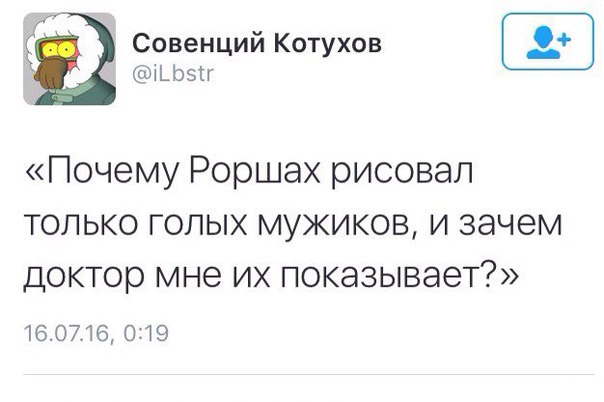 Совенций Котухов
@iLbstr
«Почему Роршах рисовал
только голых мужиков, и зачем
доктор мне их показывает?»
16.07.16, 0:19